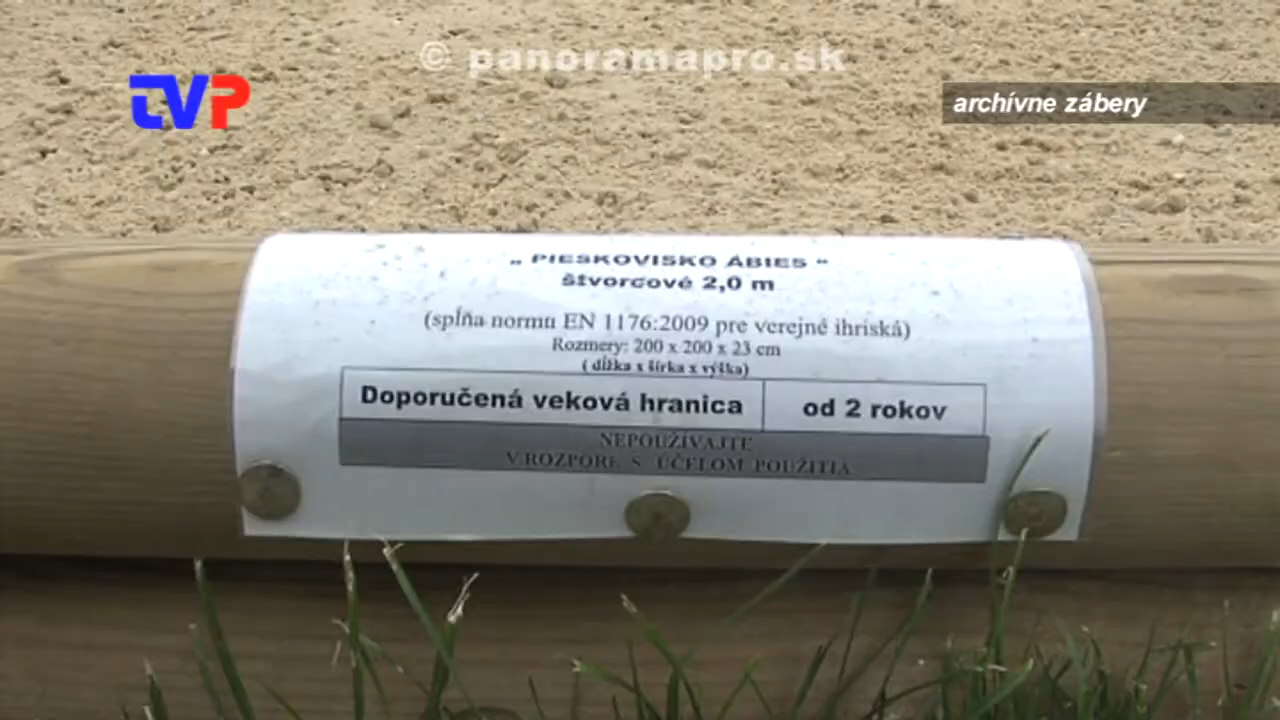 © panoramapro.sk
TVP
archívne zábery
„ PIESKOVISKO ABIES “
štvorcové 2,0 m
(spĺňa normu EN 1176:2009 pre verejné ihriská)
Rozmery: 200 x 200 x 23 cm
( dĺžka x šírka x výška)
Doporučená veková hranica od 2 rokov
NEPOUŽÍVAJTE
V ROZPORE S ÚČELOM POUŽITIA